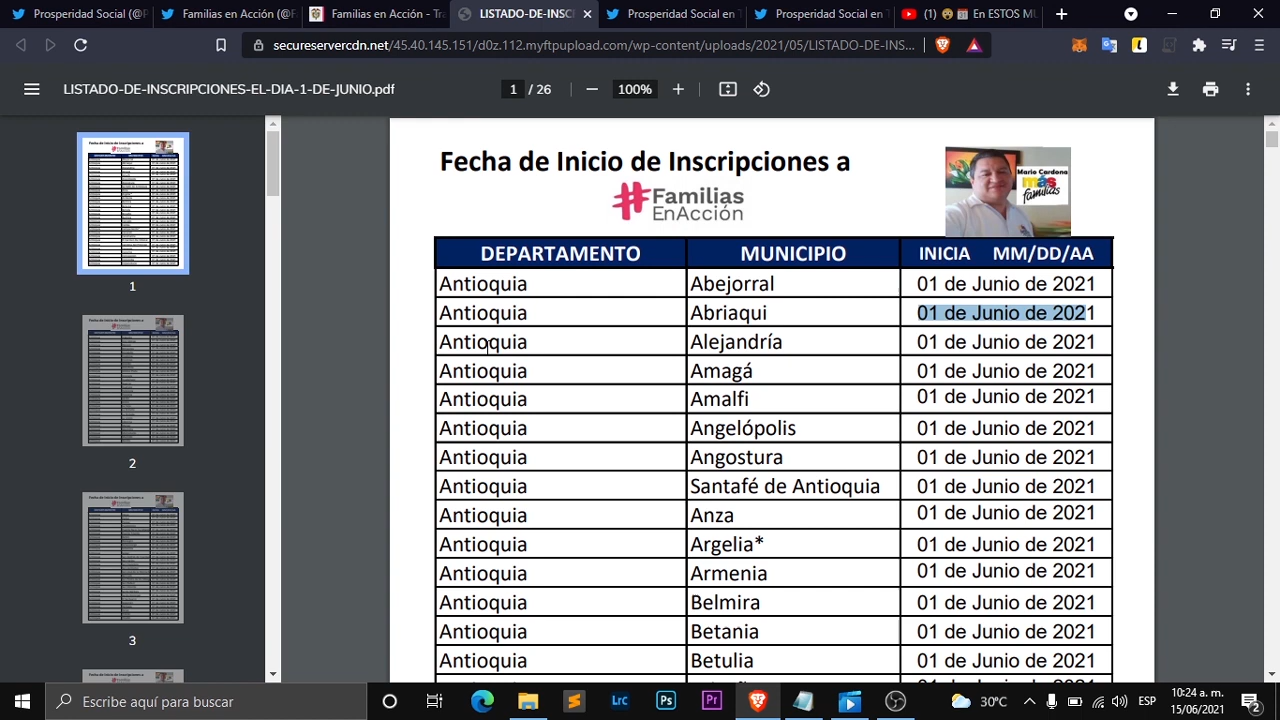 Prosperidad Social (@P
Familias en Acción (@F
Familias en Acción - Tra
LISTADO-DE-INSC
Prosperidad Social en T
Prosperidad Social en T
(1) En ESTOS MU
secureservercdn.net/45.40.145.151/d0z.112.myftpupload.com/wp-content/uploads/2021/05/LISTADO-DE-INS...
LISTADO-DE-INSCRIPCIONES-EL-DIA-1-DE-JUNIO.pdf
1 / 26
100%
1
2
3
Fecha de inicio de Inscripciones a
#Familias
EnAcción
Mario Cardona
más
familias
DEPARTAMENTO MUNICIPIO INICIA MM/DD/AA
Antioquia Abejorral 01 de Junio de 2021
Antioquia Abriaqui 01 de Junio de 2021
Antioquia Alejandría 01 de Junio de 2021
Antioquia Amagá 01 de Junio de 2021
Antioquia Amalfi 01 de Junio de 2021
Antioquia Angelópolis 01 de Junio de 2021
Antioquia Angostura 01 de Junio de 2021
Antioquia Santafé de Antioquia 01 de Junio de 2021
Antioquia Anza 01 de Junio de 2021
Antioquia Argelia* 01 de Junio de 2021
Antioquia Armenia 01 de Junio de 2021
Antioquia Belmira 01 de Junio de 2021
Antioquia Betania 01 de Junio de 2021
Antioquia Betulia 01 de Junio de 2021
Escribe aquí para buscar
Lrc
Ps
Pr
30°C
ESP
10:24 a. m.
15/06/2021
2